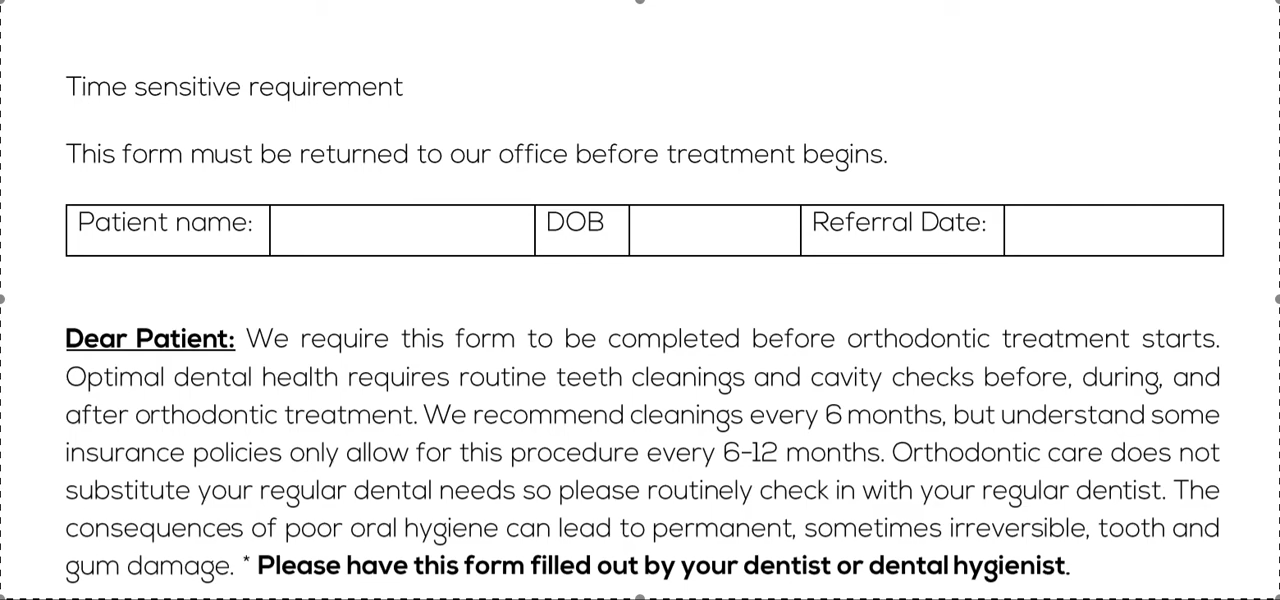 Time sensitive requirement
This form must be returned to our office before treatment begins.
Patient name: DOB Referral Date:
Dear Patient: We require this form to be completed before orthodontic treatment starts.
Optimal dental health requires routine teeth cleanings and cavity checks before, during, and
after orthodontic treatment. We recommend cleanings every 6 months, but understand some
insurance policies only allow for this procedure every 6-12 months. Orthodontic care does not
substitute your regular dental needs so please routinely check in with your regular dentist. The
consequences of poor oral hygiene can lead to permanent, sometimes irreversible, tooth and
gum damage. * Please have this form filled out by your dentist or dental hygienist.